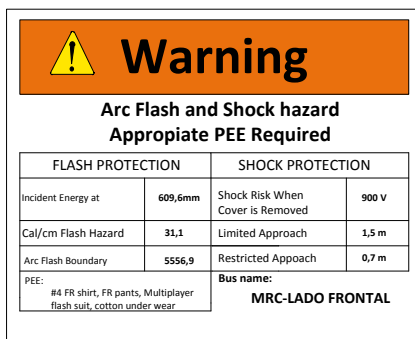 Warning
Arc Flash and Shock hazard
Appropiate PEE Required
FLASH PROTECTION SHOCK PROTECTION
Incident Energy at 609,6mm Shock Risk When Cover is Removed 900 V
Cal/cm Flash Hazard 31,1 Limited Approach 1,5 m
Arc Flash Boundary 5556,9 Restricted Appoach 0,7 m
PEE:
#4 FR shirt, FR pants, Multiplayer
flash suit, cotton under wear
Bus name:
MRC-LADO FRONTAL